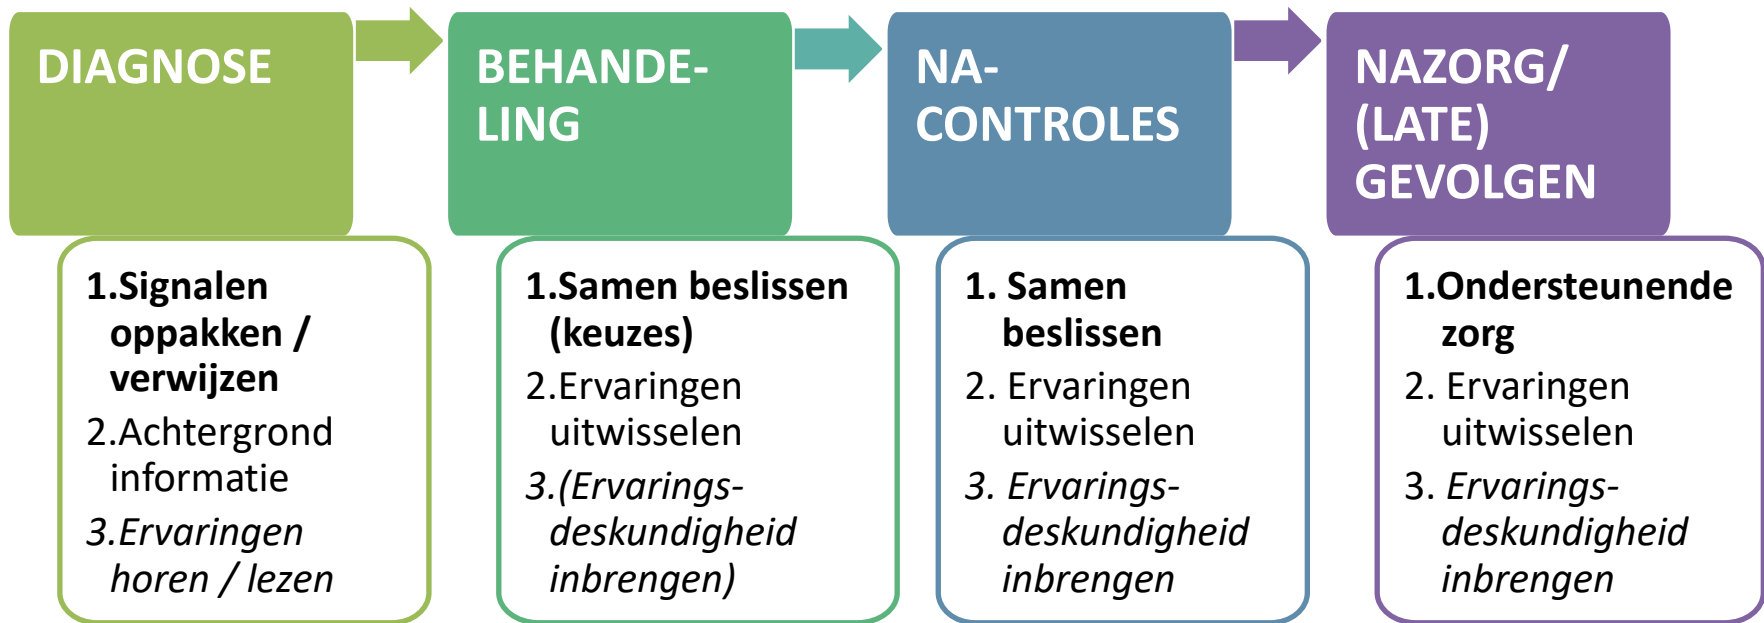 DIAGNOSE
1.Signalen
oppakken /
verwijzen
2.Achtergrond
informatie
3.Ervaringen
horen / lezen
BEHANDE-
LING
1.Samen beslissen
(keuzes)
2.Ervaringen
uitwisselen
3.(Ervarings-
deskundigheid
inbrengen)
NA-
CONTROLES
1. Samen
beslissen
2. Ervaringen
uitwisselen
3. Ervarings-
deskundigheid
inbrengen
NAZORG/
(LATE)
GEVOLGEN
1.Ondersteunende
zorg
2. Ervaringen
uitwisselen
3. Ervarings-
deskundigheid
inbrengen